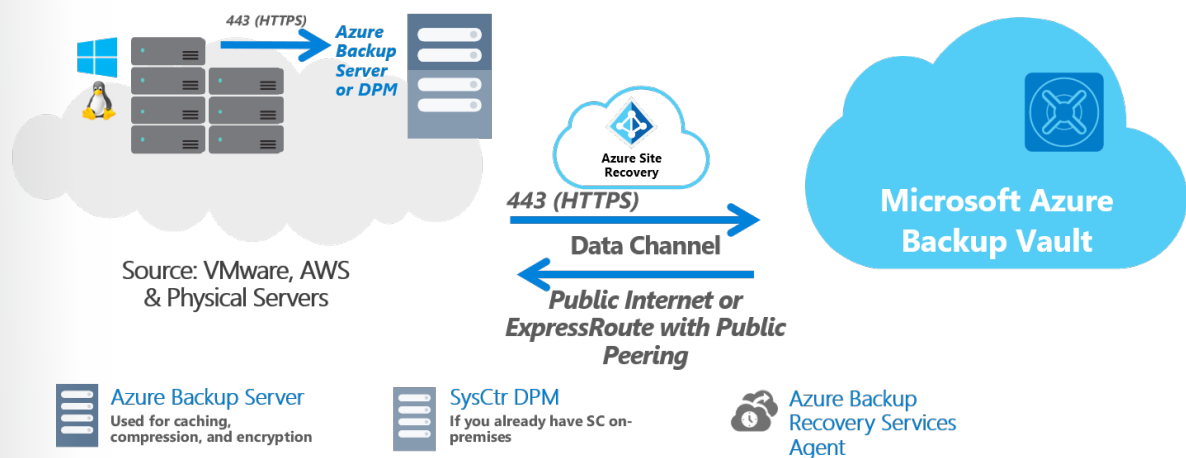 443 (HTTPS)
Azure
Backup
Server
or DPM
Azure Site
Recovery
443 (HTTPS)
Data Channel
Public Internet or
ExpressRoute with Public
Peering
Microsoft Azure
Backup Vault
Source: VMware, AWS
& Physical Servers
Azure Backup Server
Used for caching,
compression, and encryption
SysCtr DPM
If you already have SC on-
premises
Azure Backup
Recovery Services
Agent